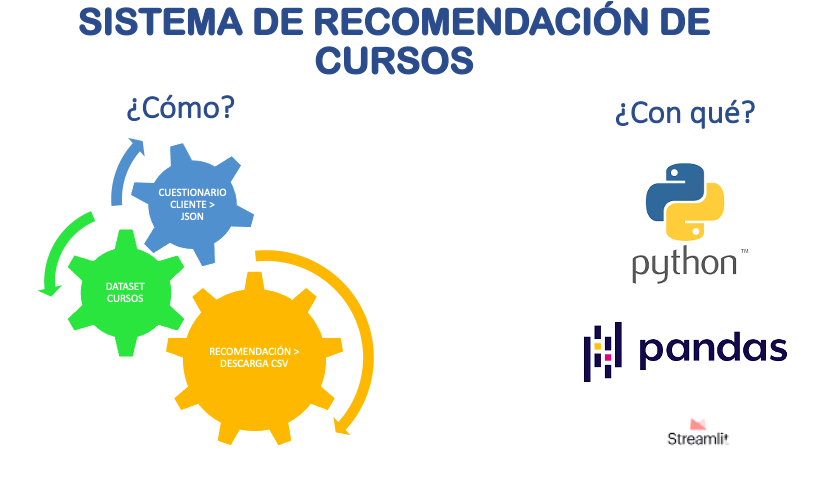 SISTEMA DE RECOMENDACIÓN DE
CURSOS
¿Cómo?
¿Con qué?
CUESTIONARIO
CLIENTE >
JSON
DATASET
CURSOS
RECOMENDACIÓN >
DESCARGA CSV
python™
pandas
Streamlit